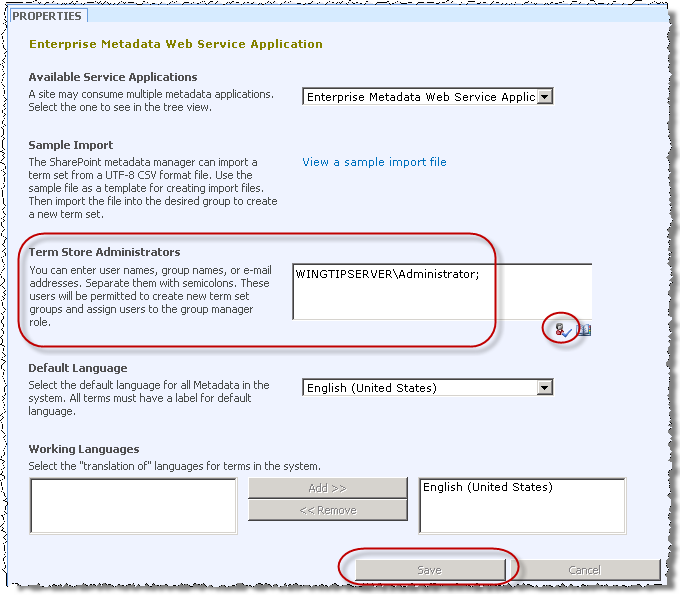 PROPERTIES
Enterprise Metadata Web Service Application
Available Service Applications
A site may consume multiple metadata applications.
Select the one to see in the tree view.
Enterprise Metadata Web Service Applic
Sample Import
The SharePoint metadata manager can import a
term set from a UTF-8 CSV format file. Use the
sample file as a template for creating import files.
Then import the file into the desired group to create
a new term set.
View a sample import file
Term Store Administrators
You can enter user names, group names, or e-mail
addresses. Separate them with semicolons. These
users will be permitted to create new term set
groups and assign users to the group manager
role.
WINGTIPSERVER\Administrator;
Default Language
Select the default language for all Metadata in the
system. All terms must have a label for default
language.
English (United States)
Working Languages
Select the "translation of" languages for terms in the system.
Add >>
<< Remove
English (United States)
Save
Cancel